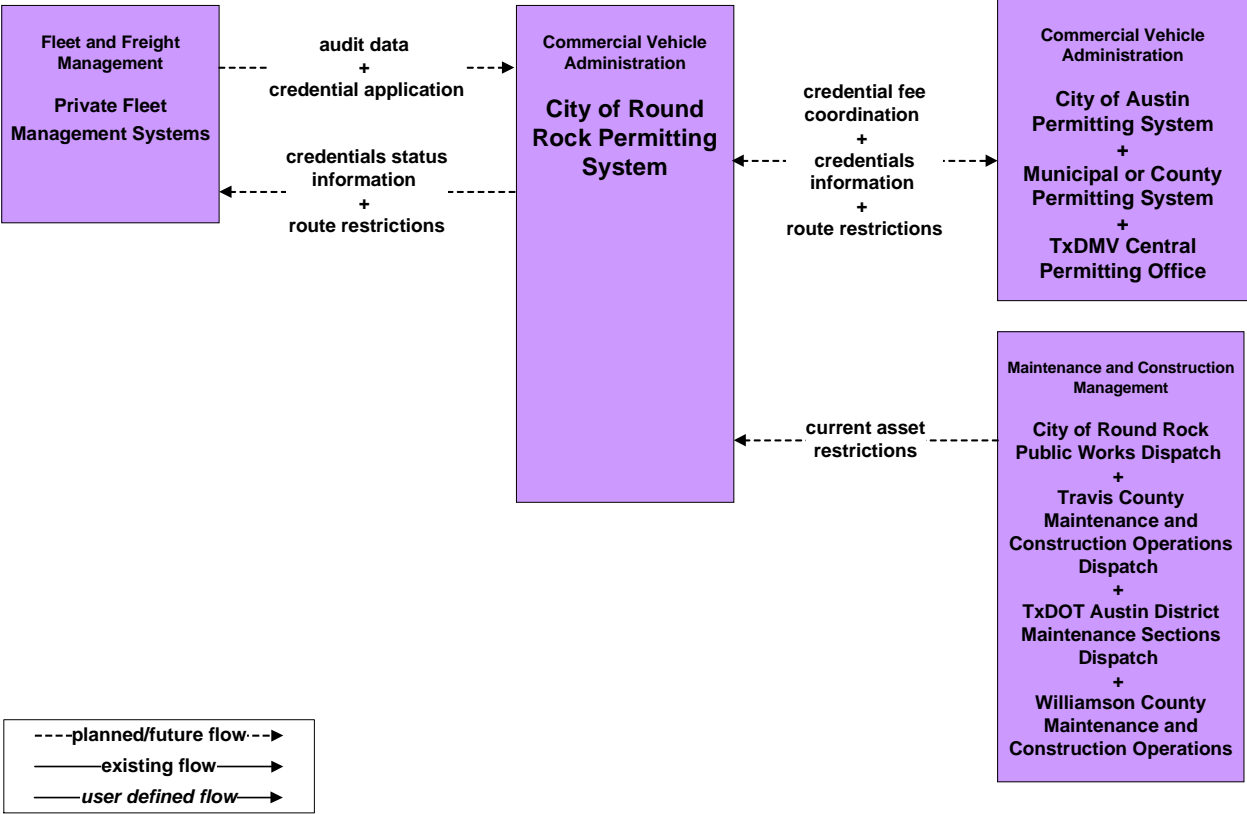 Fleet and Freight
Management
Private Fleet
Management Systems
audit data
+
credential application
credentials status
information
+
route restrictions
Commercial Vehicle
Administration
City of Round
Rock Permitting
System
credential fee
coordination
+
credentials
information
+
route restrictions
Commercial Vehicle
Administration
City of Austin
Permitting System
+
Municipal or County
Permitting System
+
TxDMV Central
Permitting Office
current asset
restrictions
Maintenance and Construction
Management
City of Round Rock
Public Works Dispatch
+
Travis County
Maintenance and
Construction Operations
Dispatch
+
TxDOT Austin District
Maintenance Sections
Dispatch
+
Williamson County
Maintenance and
Construction Operations
planned/future flow
existing flow
user defined flow